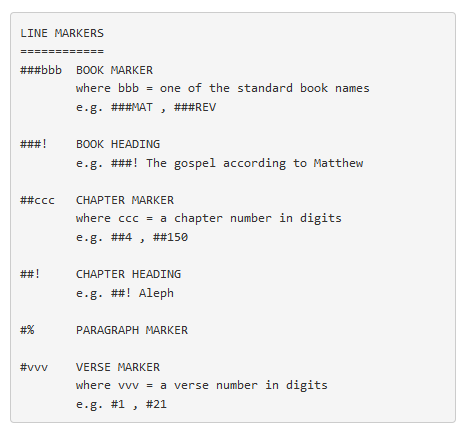 LINE MARKERS
============
###bbb  BOOK MARKER
        where bbb = one of the standard book names
        e.g. ###MAT , ###REV

###!    BOOK HEADING
        e.g. ###! The gospel according to Matthew

##ccc   CHAPTER MARKER
        where ccc = a chapter number in digits
        e.g. ##4 , ##150

##!     CHAPTER HEADING
        e.g. ##! Aleph

#%      PARAGRAPH MARKER

#vvv    VERSE MARKER
        where vvv = a verse number in digits
        e.g. #1 , #21